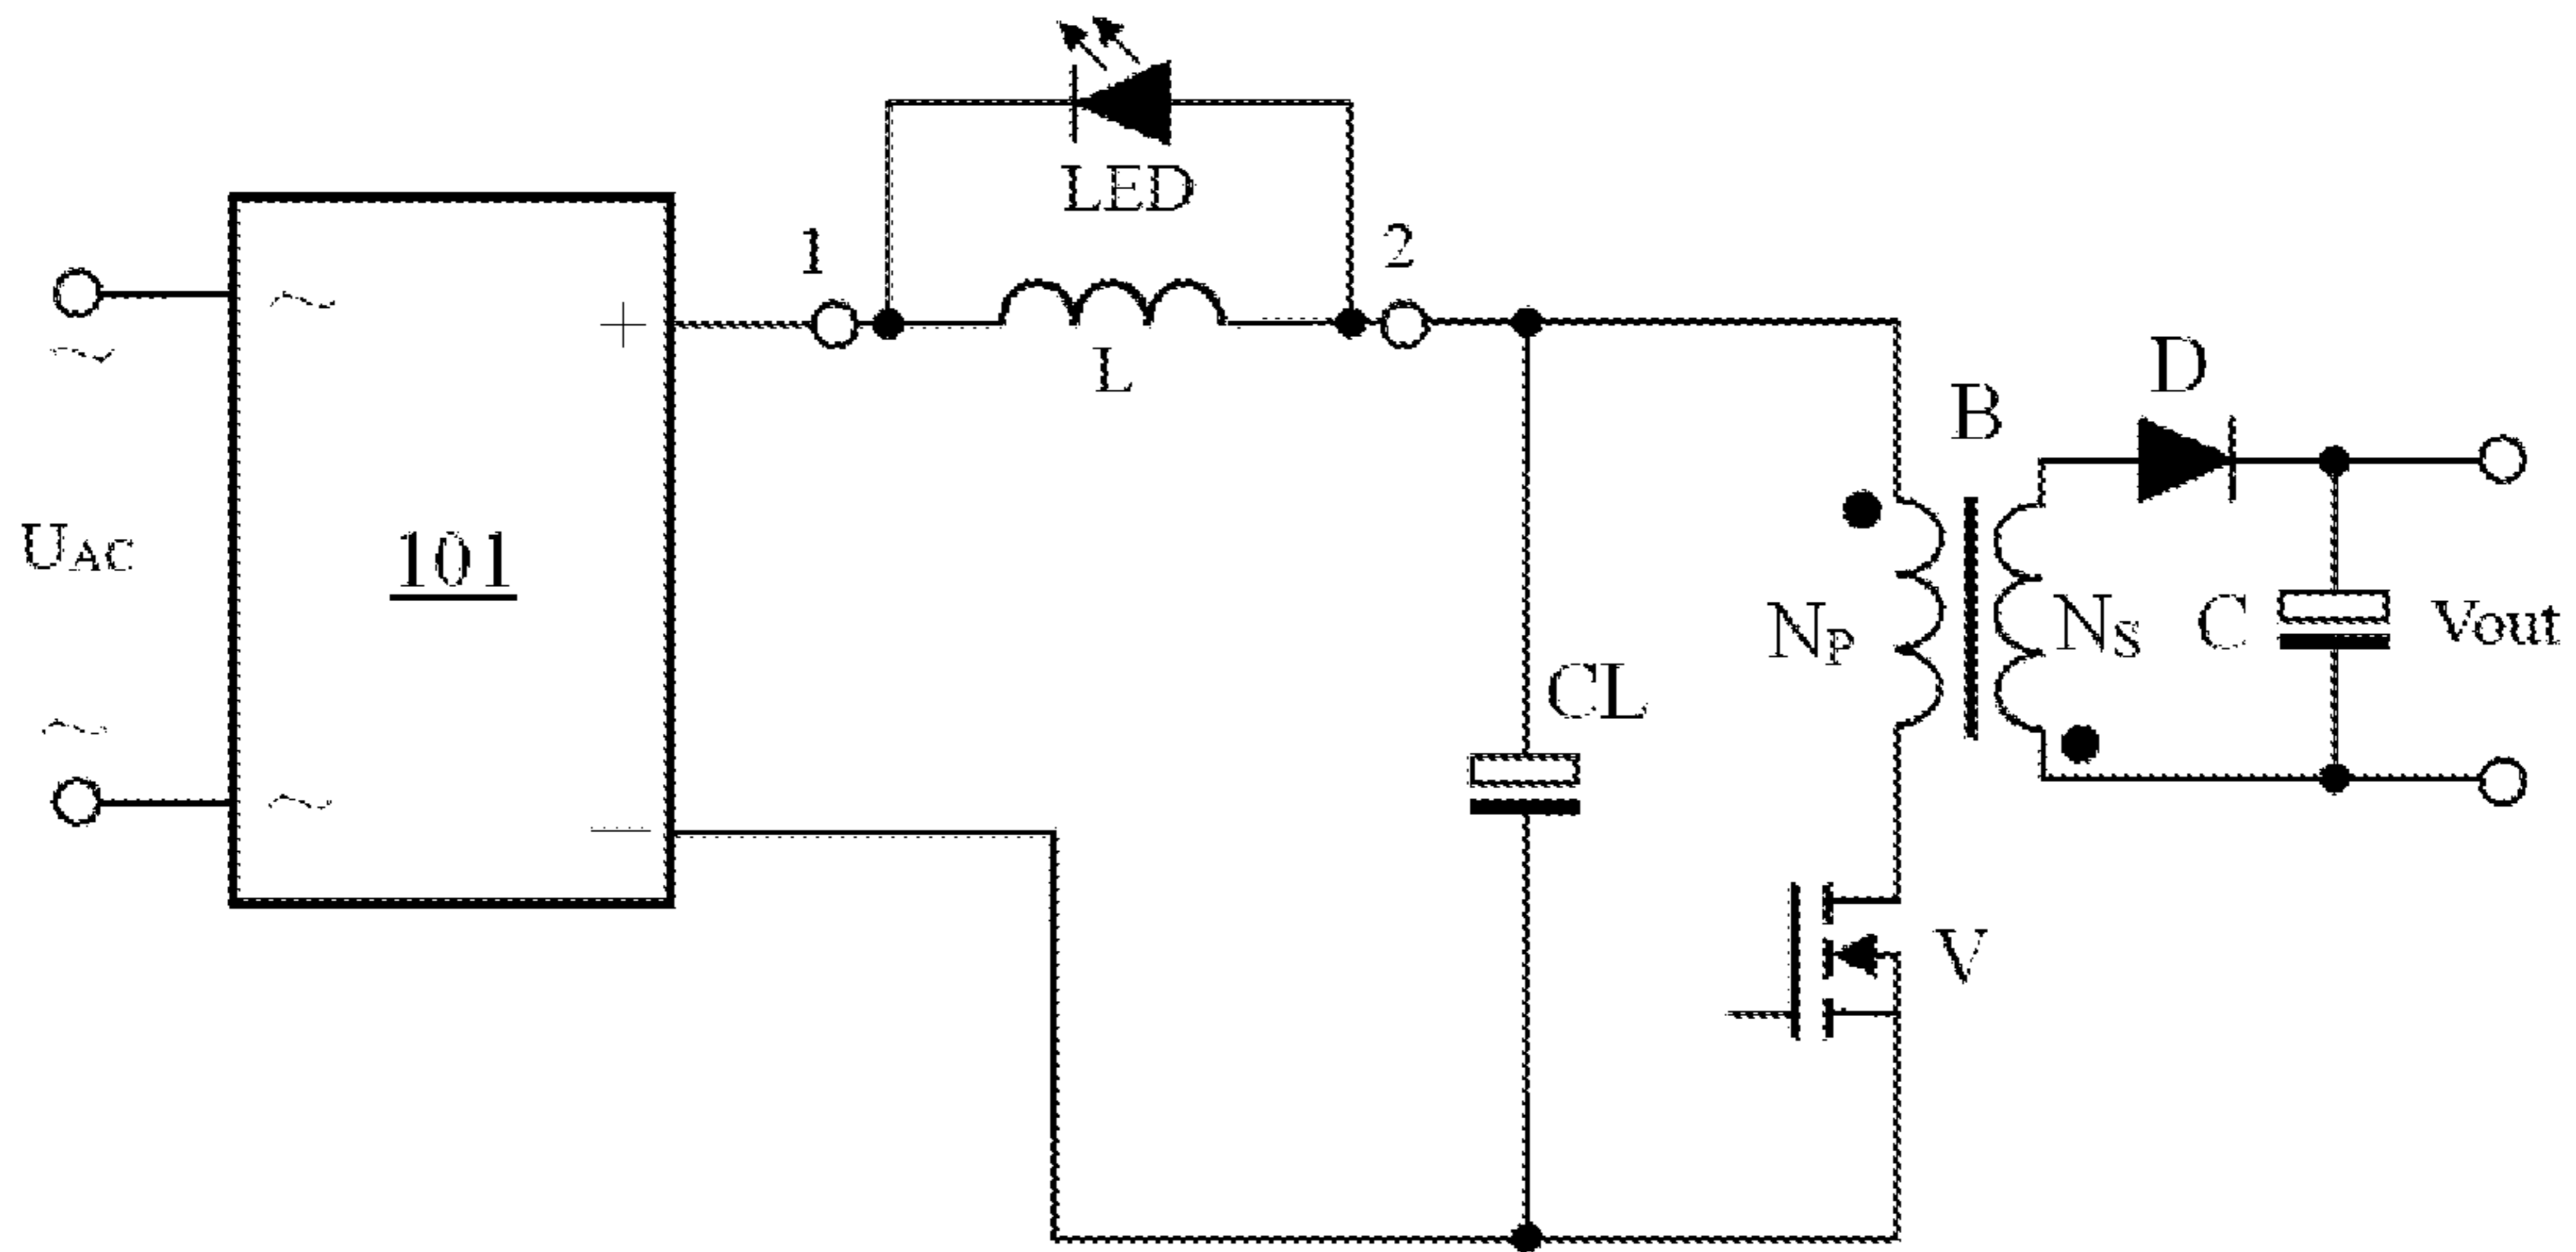 LED
1
2
~
~
+
L
D
B
UAC
101
NP
NS
C
Vout
CL
~
~
—
V